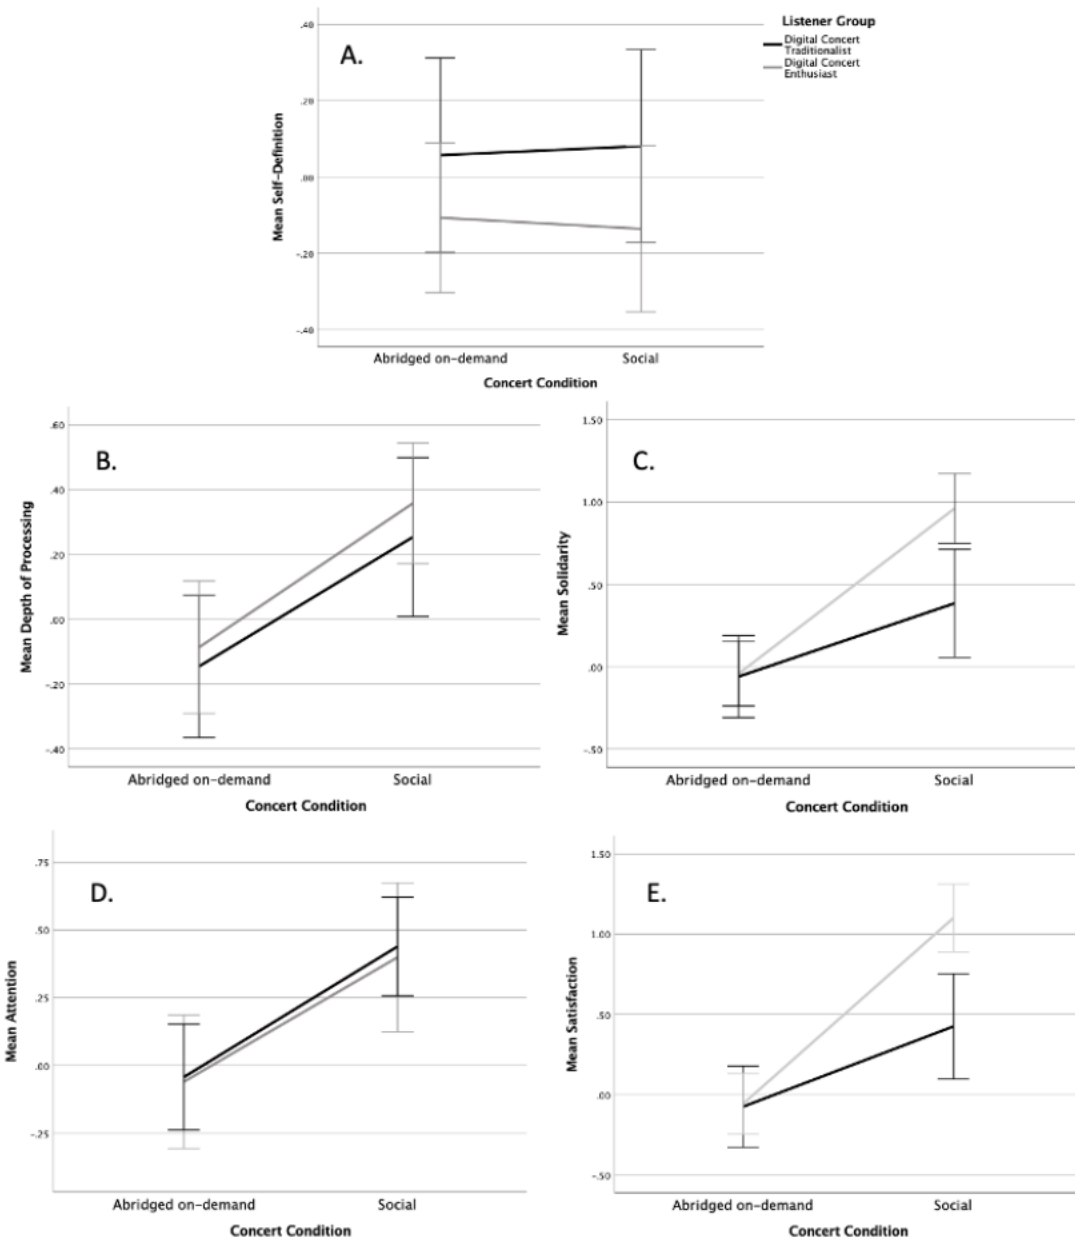 Listener Group
Digital Concert
Traditionalist
Digital Concert
Enthusiast
A.
Mean Self-Definition
.40
.20
.00
-.20
-.40
Abridged on-demand
Social
Concert Condition
B.
Mean Depth of Processing
.60
.40
.20
.00
-.20
-.40
Abridged on-demand
Social
Concert Condition
C.
Mean Solidarity
1.50
1.00
.50
.00
-.50
Abridged on-demand
Social
Concert Condition
D.
Mean Attention
.75
.50
.25
.00
-.25
Abridged on-demand
Social
Concert Condition
E.
Mean Satisfaction
1.50
1.00
.50
.00
-.50
Abridged on-demand
Social
Concert Condition